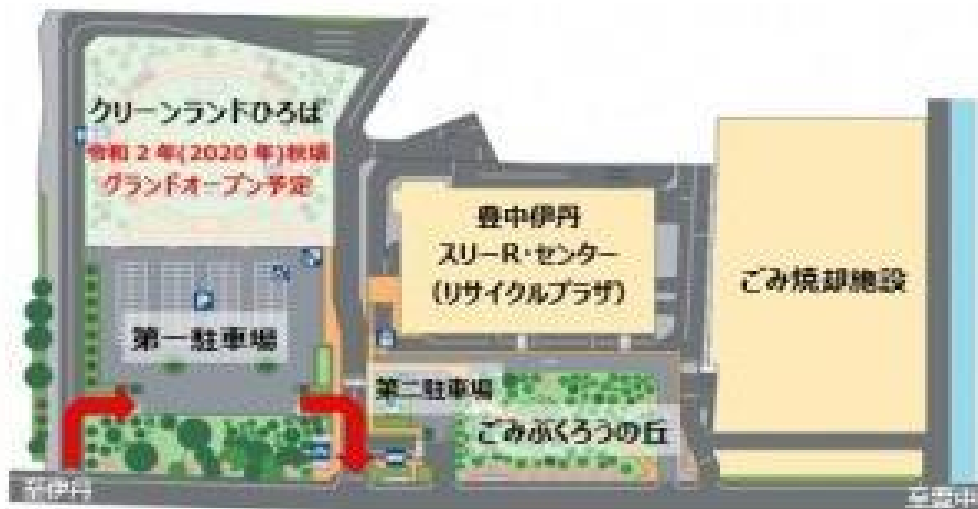 クリーンランドひろば
令和2年(2020年)秋頃
グランドオープン予定
豊中伊丹
スリーR・センター
(リサイクルプラザ)
ごみ焼却施設
P
第一駐車場
第二駐車場
ごみぶくろうの丘
至伊丹
至豊中